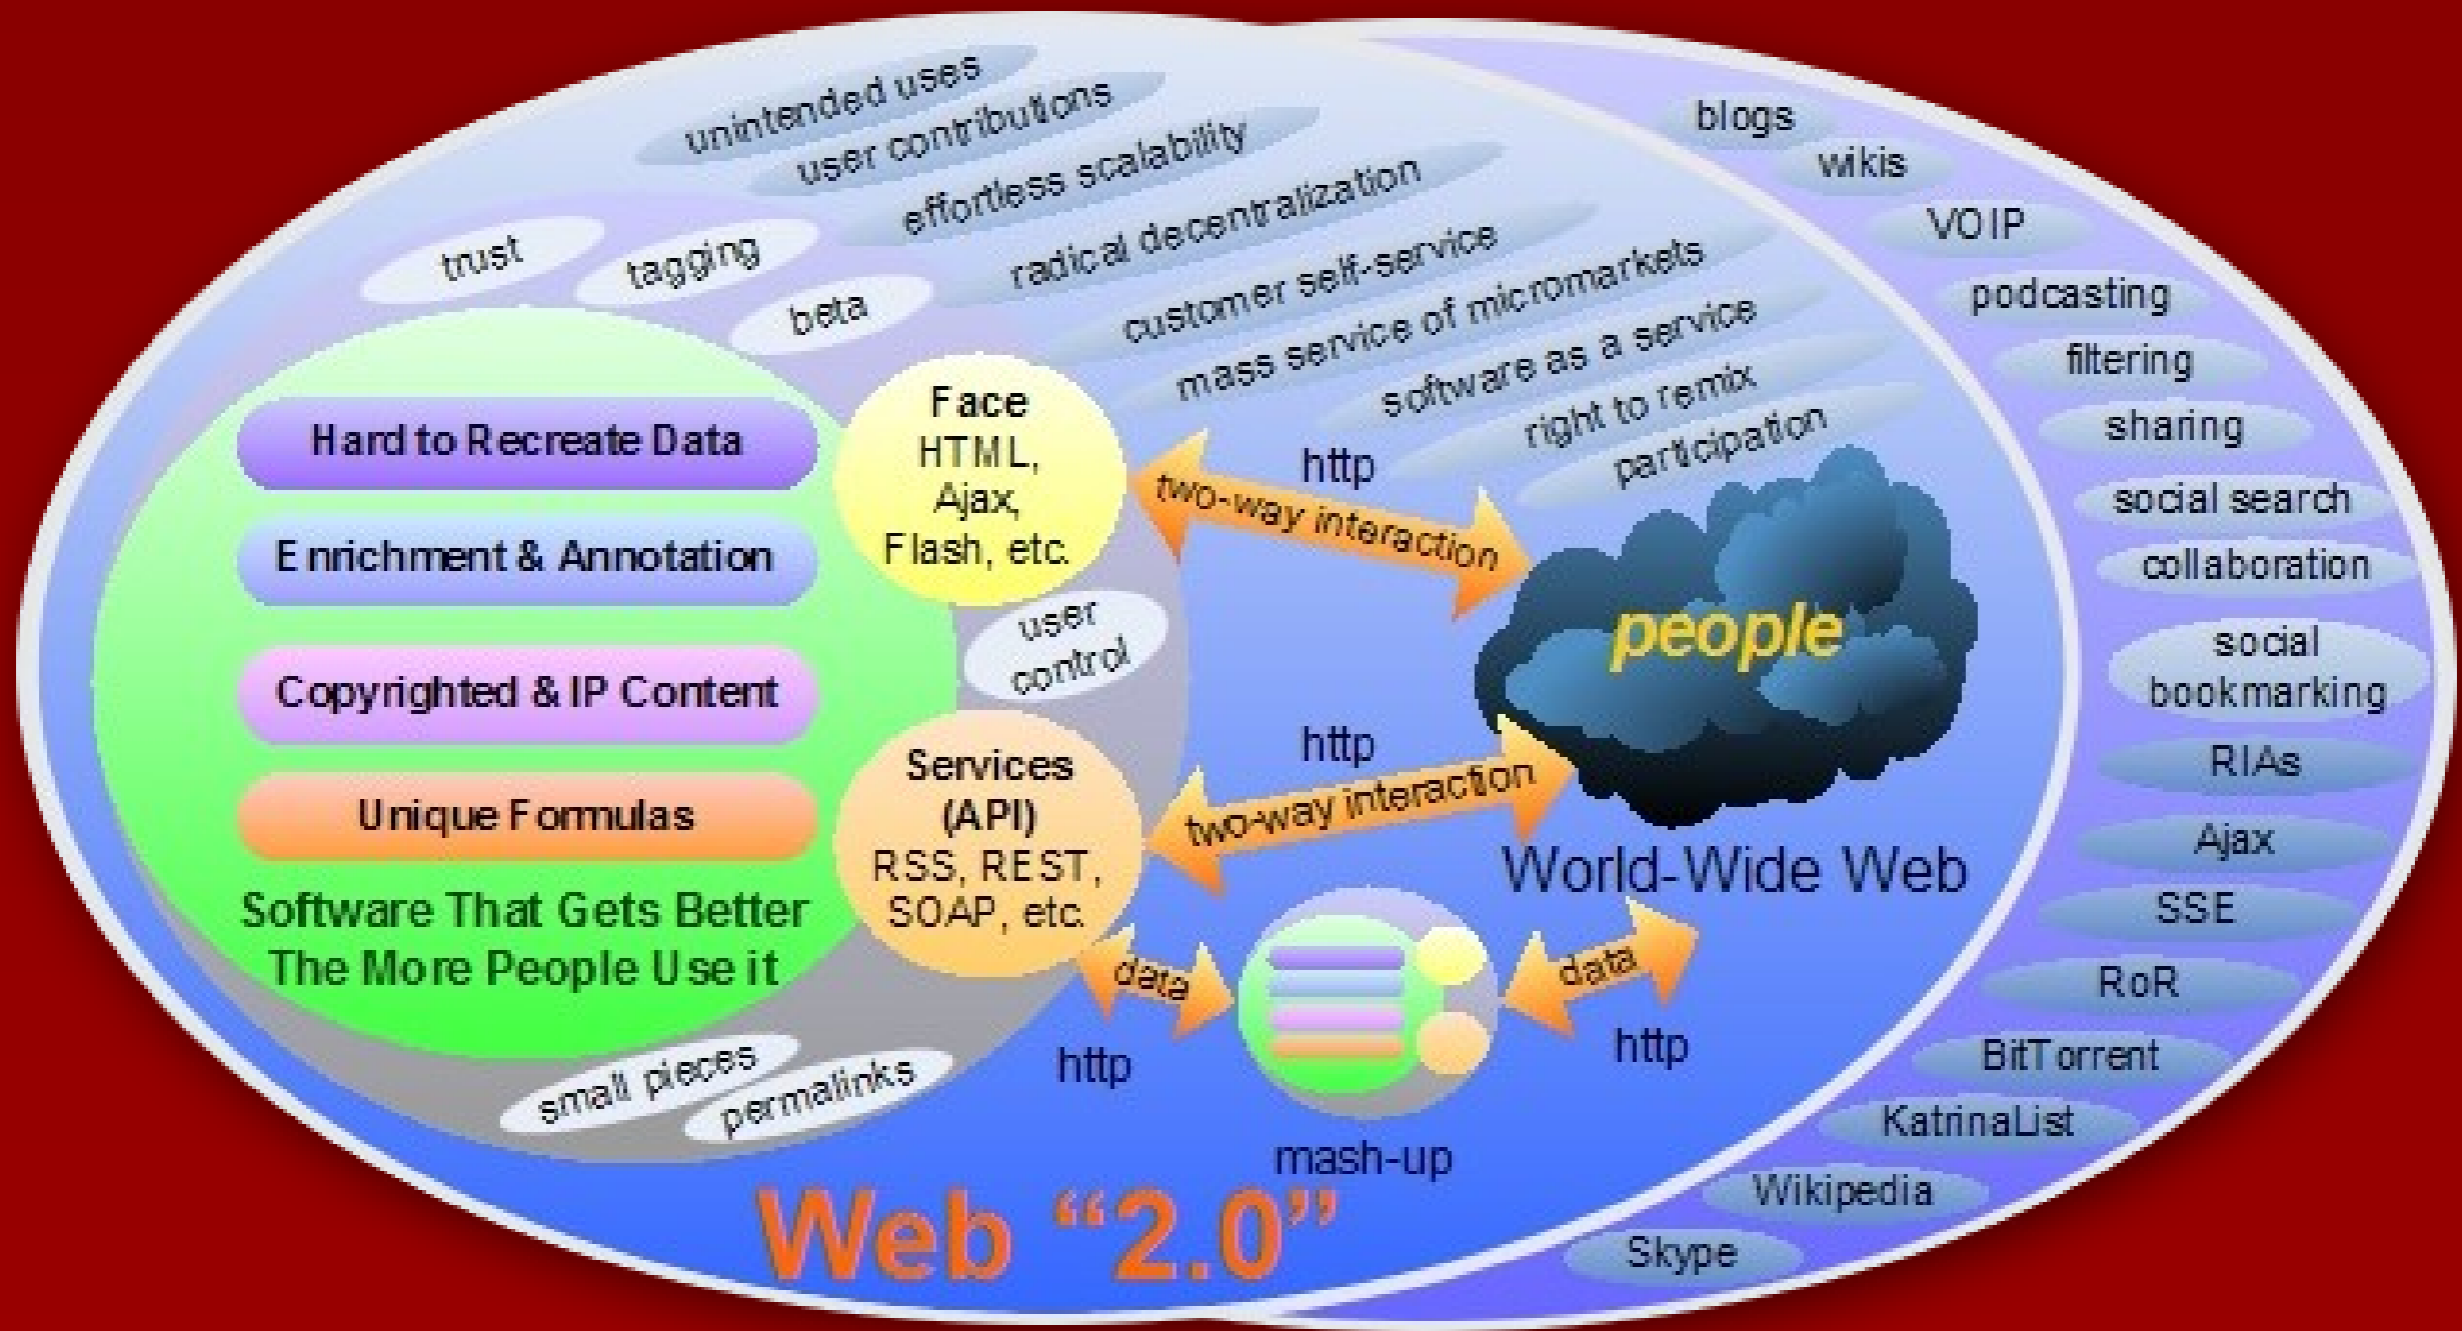 unintended uses
user contributions
effortless scalability
radical decentralization
customer self-service
mass service of micromarkets
software as a service
right to remix
participation
trust
tagging
beta
Hard to Recreate Data
Enrichment & Annotation
Copyrighted & IP Content
Unique Formulas
Software That Gets Better
The More People Use it
Face
HTML,
Ajax,
Flash, etc.
user
control
Services
(API)
RSS, REST,
SOAP, etc.
small pieces
permalinks
http
two-way interaction
people
http
two-way interaction
World-Wide Web
data
http
data
http
mash-up
Web “2.0”
blogs
wikis
VOIP
podcasting
filtering
sharing
social search
collaboration
social
bookmarking
RIAs
Ajax
SSE
RoR
BitTorrent
KatrinaList
Wikipedia
Skype